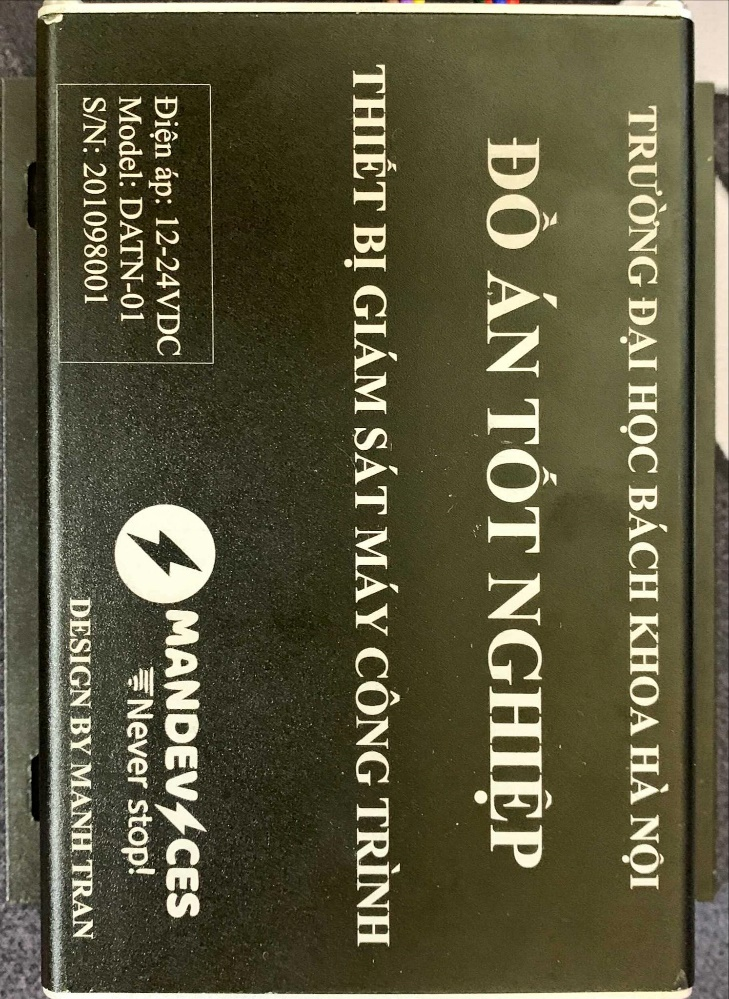 TRƯỜNG ĐẠI HỌC BÁCH KHOA HÀ NỘI
ĐỒ ÁN TỐT NGHIỆP
THIẾT BỊ GIÁM SÁT MÁY CÔNG TRÌNH
Điện áp: 12-24VDC
Model: DATN-01
S/N: 201098001
MANDEVICES
Never stop!
DESIGN BY MANH TRAN